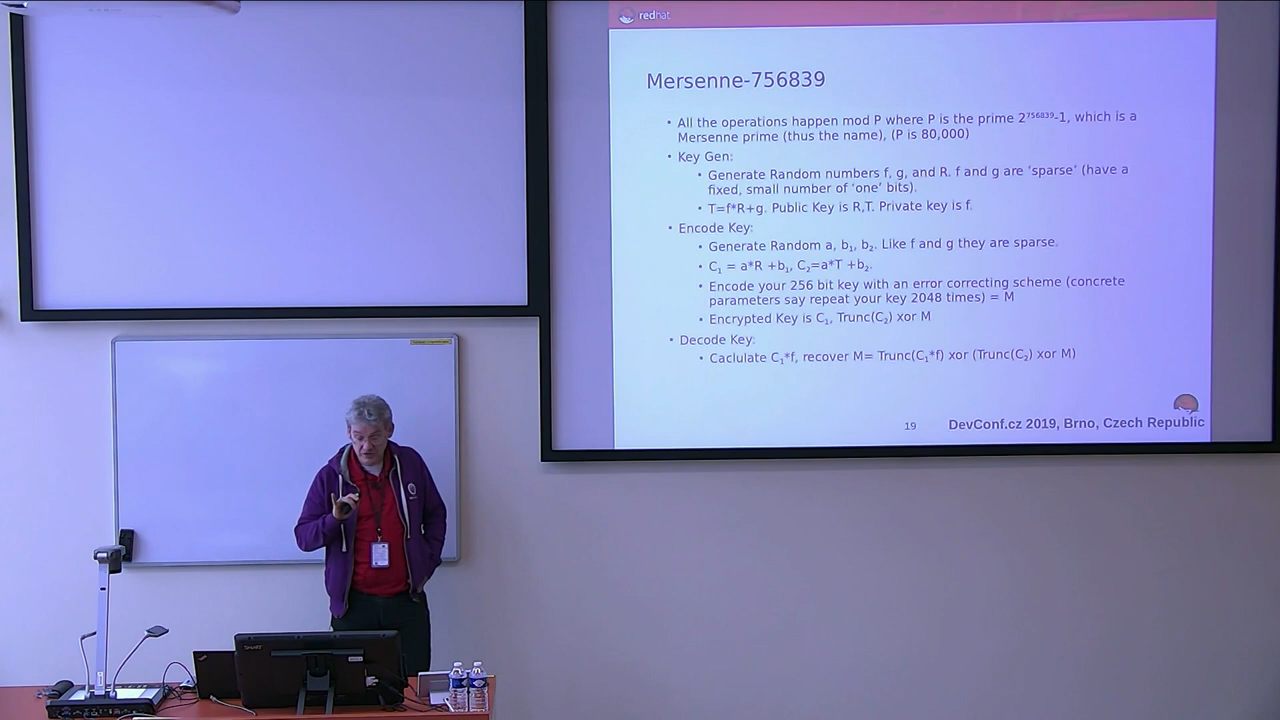 redhat
Mersenne-756839
• All the operations happen mod P where P is the prime 2⁷⁵⁶⁸³⁹-1, which is a
Mersenne prime (thus the name), (P is 80,000)
• Key Gen:
• Generate Random numbers f, g, and R. f and g are ‘sparse’ (have a
fixed, small number of ‘one’ bits).
• T=f*R+g. Public Key is R,T. Private key is f.
• Encode Key:
• Generate Random a, b₁, b₂. Like f and g they are sparse.
• C₁ = a*R +b₁, C₂=a*T +b₂.
• Encode your 256 bit key with an error correcting scheme (concrete
parameters say repeat your key 2048 times) = M
• Encrypted Key is C₁, Trunc(C₂) xor M
• Decode Key:
• Caclulate C₁*f, recover M= Trunc(C₁*f) xor (Trunc(C₂) xor M)
19
DevConf.cz 2019, Brno, Czech Republic